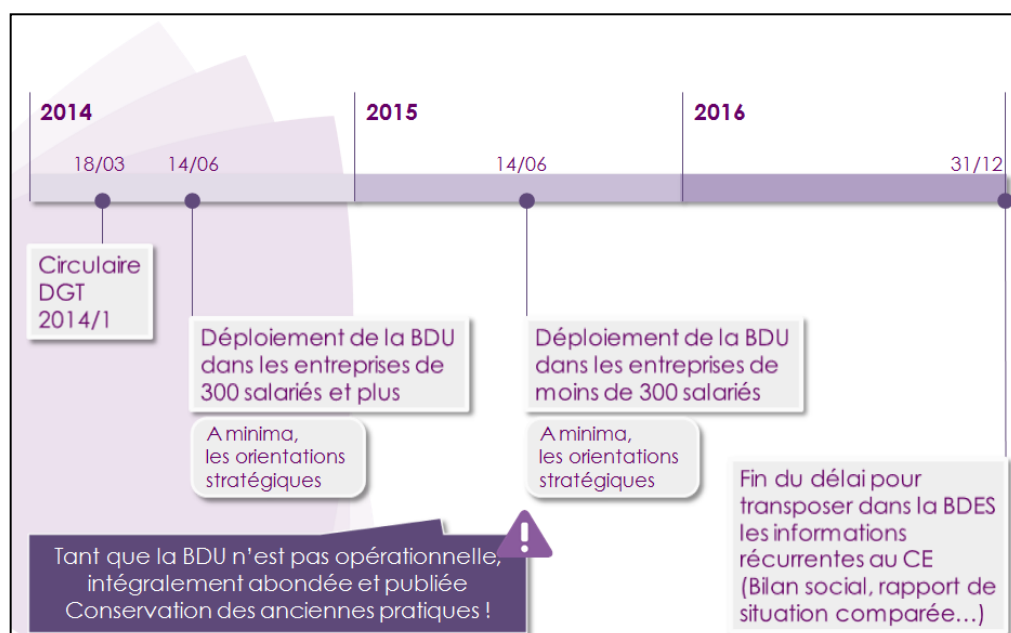 2014
2015
2016
18/03
14/06
14/06
31/12
Circulaire
DGT
2014/1
Déploiement de la BDU
dans les entreprises de
300 salariés et plus
A minima,
les orientations
stratégiques
Déploiement de la BDU
dans les entreprises de
moins de 300 salariés
A minima,
les orientations
stratégiques
Fin du délai pour
transposer dans la BDES
les informations
récurrentes au CE
(Bilan social, rapport de
situation comparée…)
Tant que la BDU n’est pas opérationnelle,
intégralement abondée et publiée
Conservation des anciennes pratiques !
!